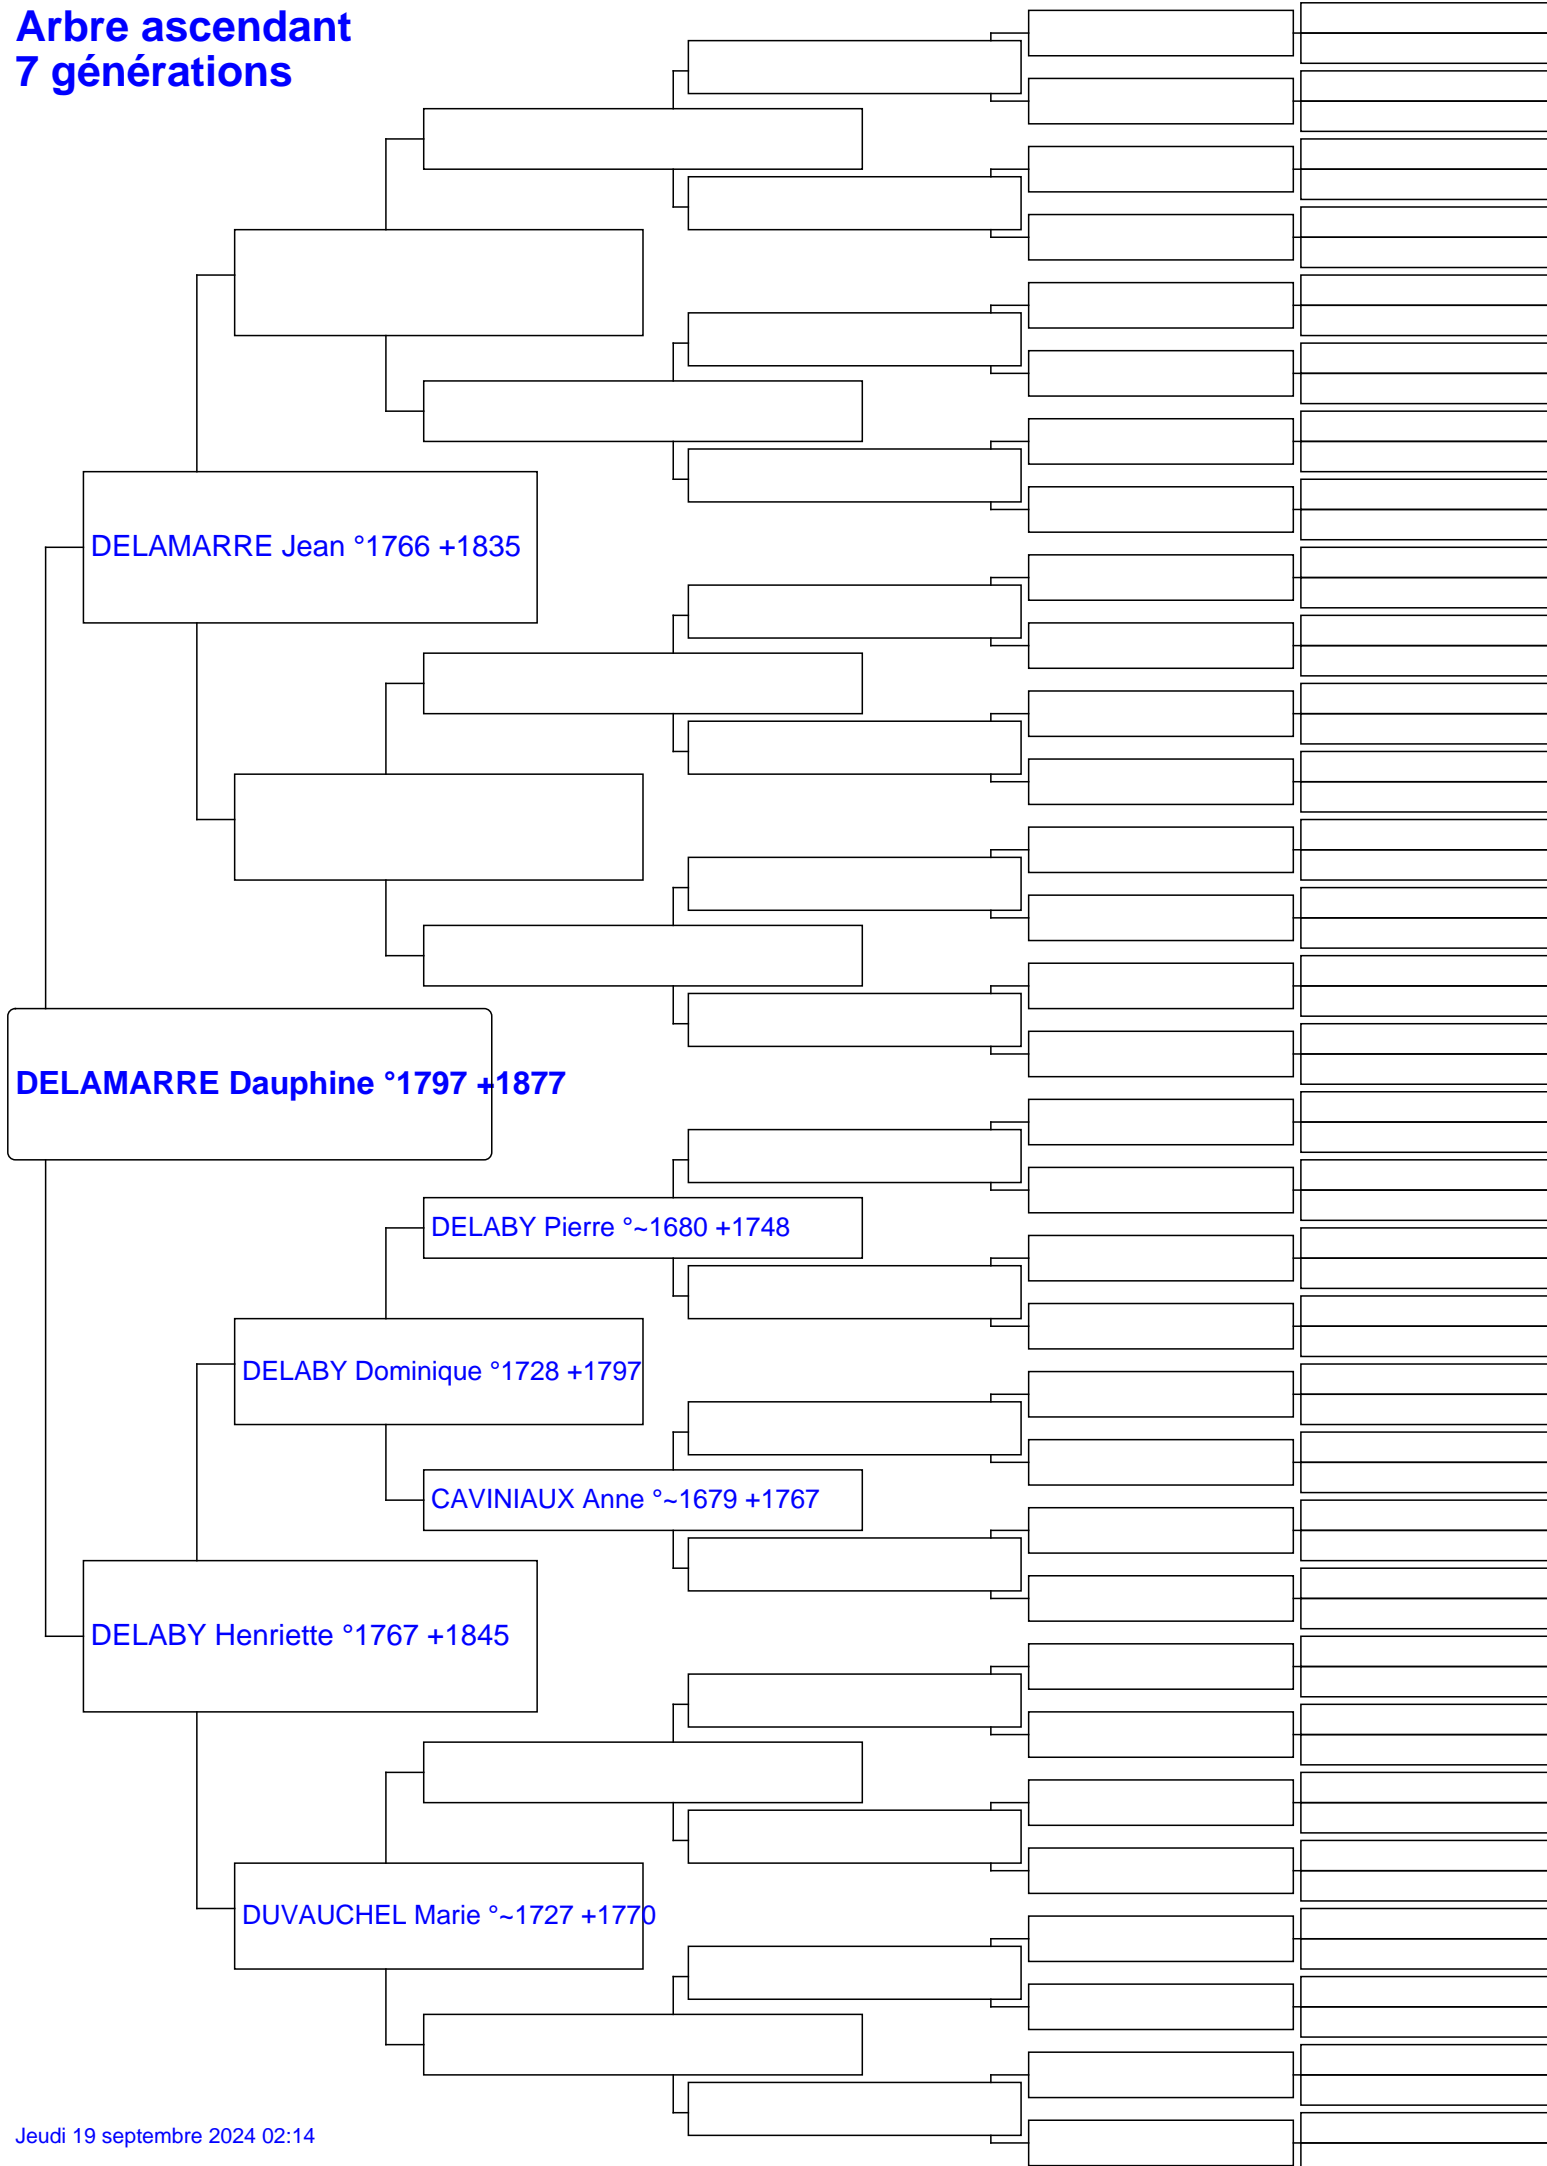 Arbre ascendant
7 générations
DELAMARRE Jean °1766 +1835
DELAMARRE Dauphine °1797 +1877
DELABY Pierre °~1680 +1748
DELABY Dominique °1728 +1797
CAVINIAUX Anne °~1679 +1767
DELABY Henriette °1767 +1845
DUVAUCHEL Marie °~1727 +1770
Jeudi 19 septembre 2024 02:14